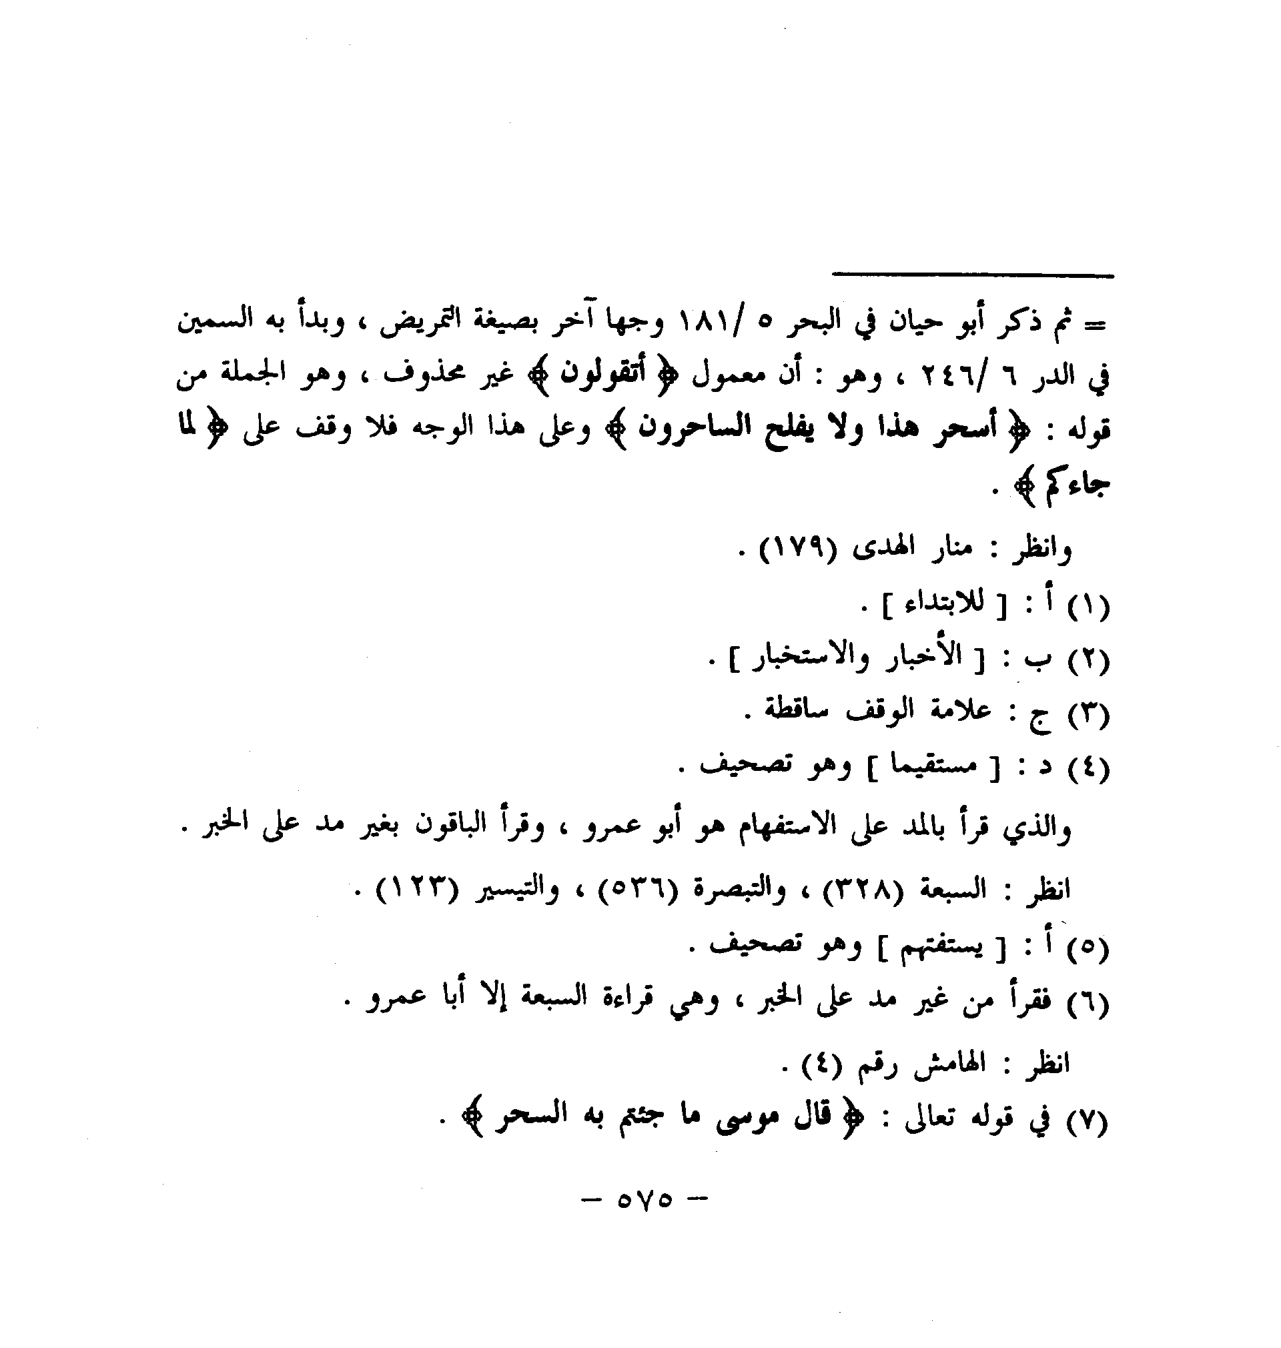 = ثم ذكر أبو حيان في البحر ٥ /١٨١ وجها آخر بصيغة التمريض ، وبدأ به السمين
في الدر ٦ /٢٤٦ ، وهو : أن معمول ﴿ أتقولون ﴾ غير محذوف ، وهو الجملة من
قوله : ﴿ أسحر هذا ولا يفلح الساحرون ﴾ وعلى هذا الوجه فلا وقف على ﴿ لما
جاءكم ﴾ .
وانظر : منار الهدى (١٧٩) .
(١) أ : [ للابتداء ] .
(٢) ب : [ الأخبار والاستخبار ] .
(٣) ج : علامة الوقف ساقطة .
(٤) د : [ مستقيما ] وهو تصحيف .
والذي قرأ بالمد على الاستفهام هو أبو عمرو ، وقرأ الباقون بغير مد على الخبر .
انظر : السبعة (٣٢٨) ، والتبصرة (٥٣٦) ، والتيسير (١٢٣) .
(٥) أ : [ يستفتهم ] وهو تصحيف .
(٦) فقرأ من غير مد على الخبر ، وهي قراءة السبعة إلا أبا عمرو .
انظر : الهامش رقم (٤) .
(٧) في قوله تعالى : ﴿ قال موسى ما جئتم به السحر ﴾ .
— ٥٧٥ —